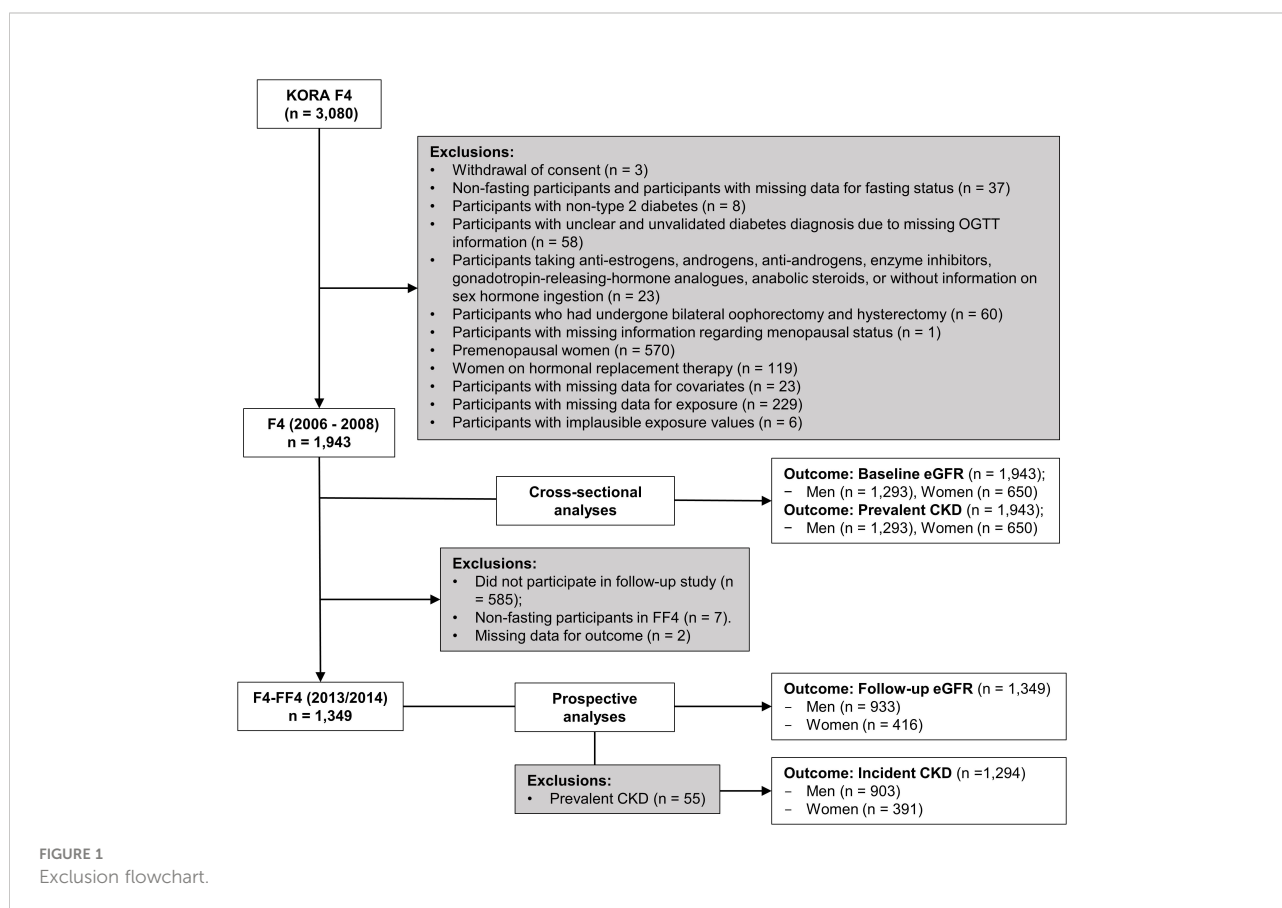 KORA F4
(n = 3,080)
Exclusions:
• Withdrawal of consent (n = 3)
• Non-fasting participants and participants with missing data for fasting status (n = 37)
• Participants with non-type 2 diabetes (n = 8)
• Participants with unclear and unvalidated diabetes diagnosis due to missing OGTT
information (n = 58)
• Participants taking anti-estrogens, androgens, anti-androgens, enzyme inhibitors,
gonadotropin-releasing-hormone analogues, anabolic steroids, or without information on
sex hormone ingestion (n = 23)
• Participants who had undergone bilateral oophorectomy and hysterectomy (n = 60)
• Participants with missing information regarding menopausal status (n = 1)
• Premenopausal women (n = 570)
• Women on hormonal replacement therapy (n = 119)
• Participants with missing data for covariates (n = 23)
• Participants with missing data for exposure (n = 229)
• Participants with implausible exposure values (n = 6)
F4 (2006 - 2008)
n = 1,943
Cross-sectional
analyses
Outcome: Baseline eGFR (n = 1,943);
− Men (n = 1,293), Women (n = 650)
Outcome: Prevalent CKD (n = 1,943);
− Men (n = 1,293), Women (n = 650)
Exclusions:
• Did not participate in follow-up study (n
= 585);
• Non-fasting participants in FF4 (n = 7).
• Missing data for outcome (n = 2)
F4-FF4 (2013/2014)
n = 1,349
Prospective
analyses
Outcome: Follow-up eGFR (n = 1,349)
− Men (n = 933)
− Women (n = 416)
Exclusions:
• Prevalent CKD (n = 55)
Outcome: Incident CKD (n =1,294)
− Men (n = 903)
− Women (n = 391)
FIGURE 1
Exclusion flowchart.